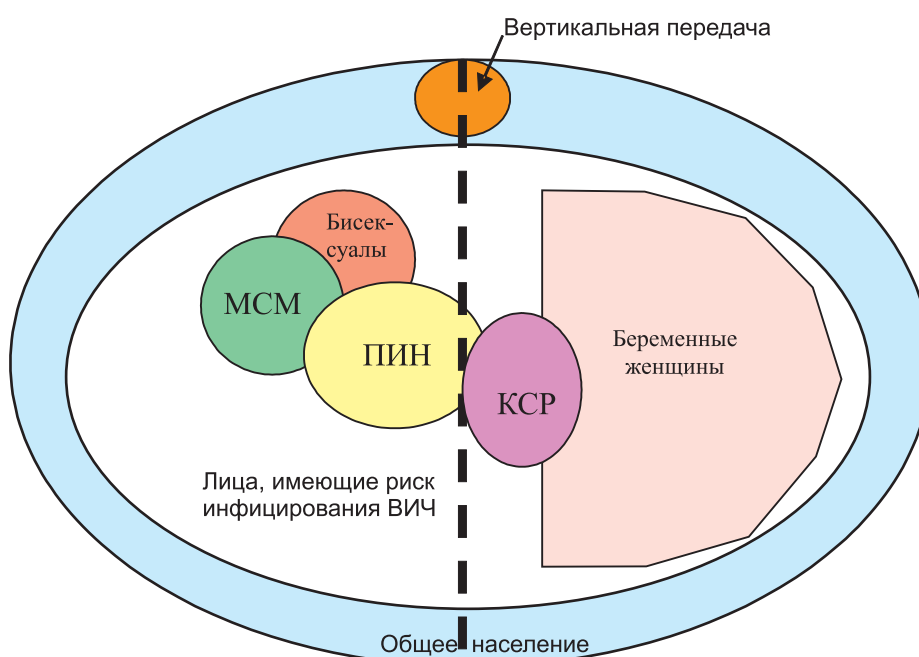 Вертикальная передача
Бисек-
суалы
МСМ
ПИН
КСР
Беременные
женщины
Лица, имеющие риск
инфицирования ВИЧ
Общее население